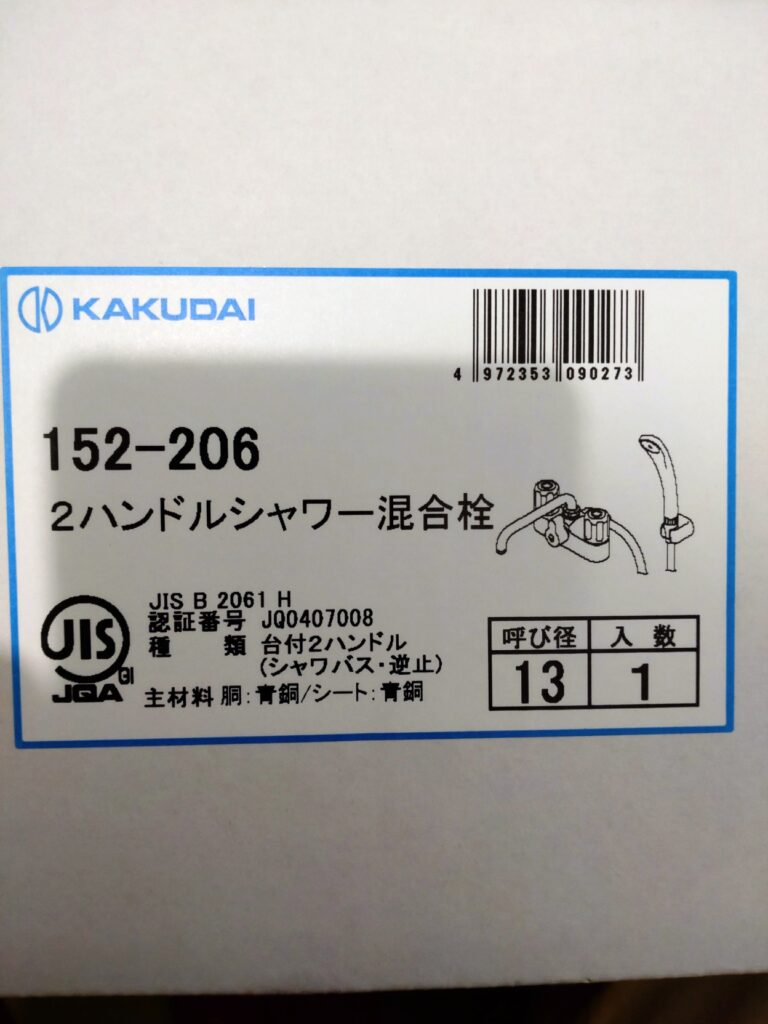 KAKUDAI
4 972353 090273
152-206
2ハンドルシャワー混合栓
JIS B 2061 H
認証番号 JQ0407008
種 類 台付2ハンドル
(シャワバス・逆止)
主材料 胴:青銅/シート:青銅
JIS
JQA
QI
呼び径 入 数
13 1